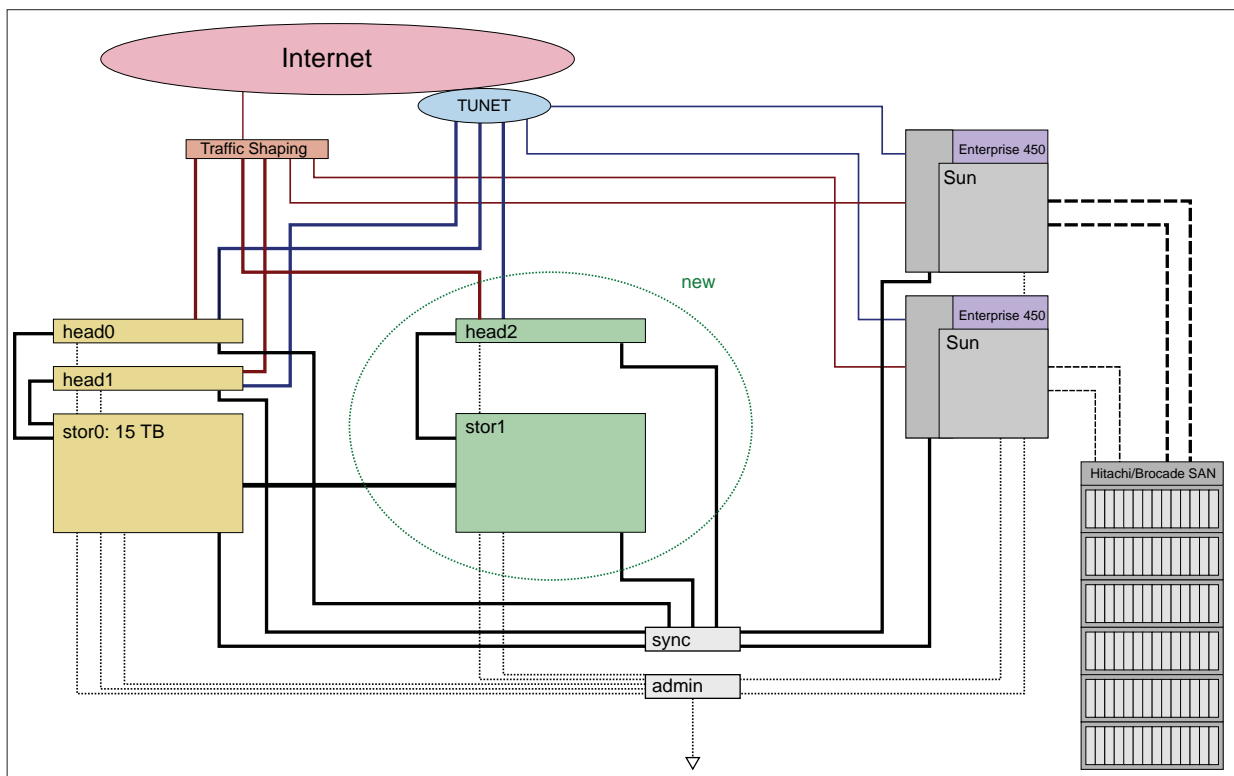 Internet
TUNET
Traffic Shaping
Enterprise 450
Sun
new
Enterprise 450
head0
head2
Sun
head1
stor0: 15 TB
stor1
Hitachi/Brocade SAN
sync
admin